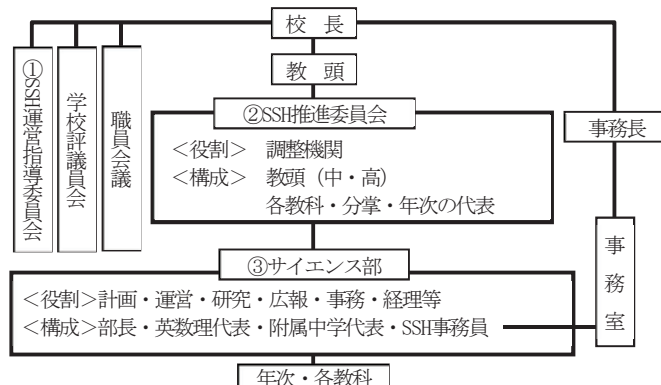 校　長
教　頭
①SSH運営指導委員会
学校評議員会
職員会議
②SSH推進委員会
＜役割＞　調整機関
＜構成＞　教頭（中・高）
各教科・分掌・年次の代表
事務長
事務室
③サイエンス部
＜役割＞計画・運営・研究・広報・事務・経理等
＜構成＞部長・英数理代表・附属中学代表・SSH事務員
年次・各教科